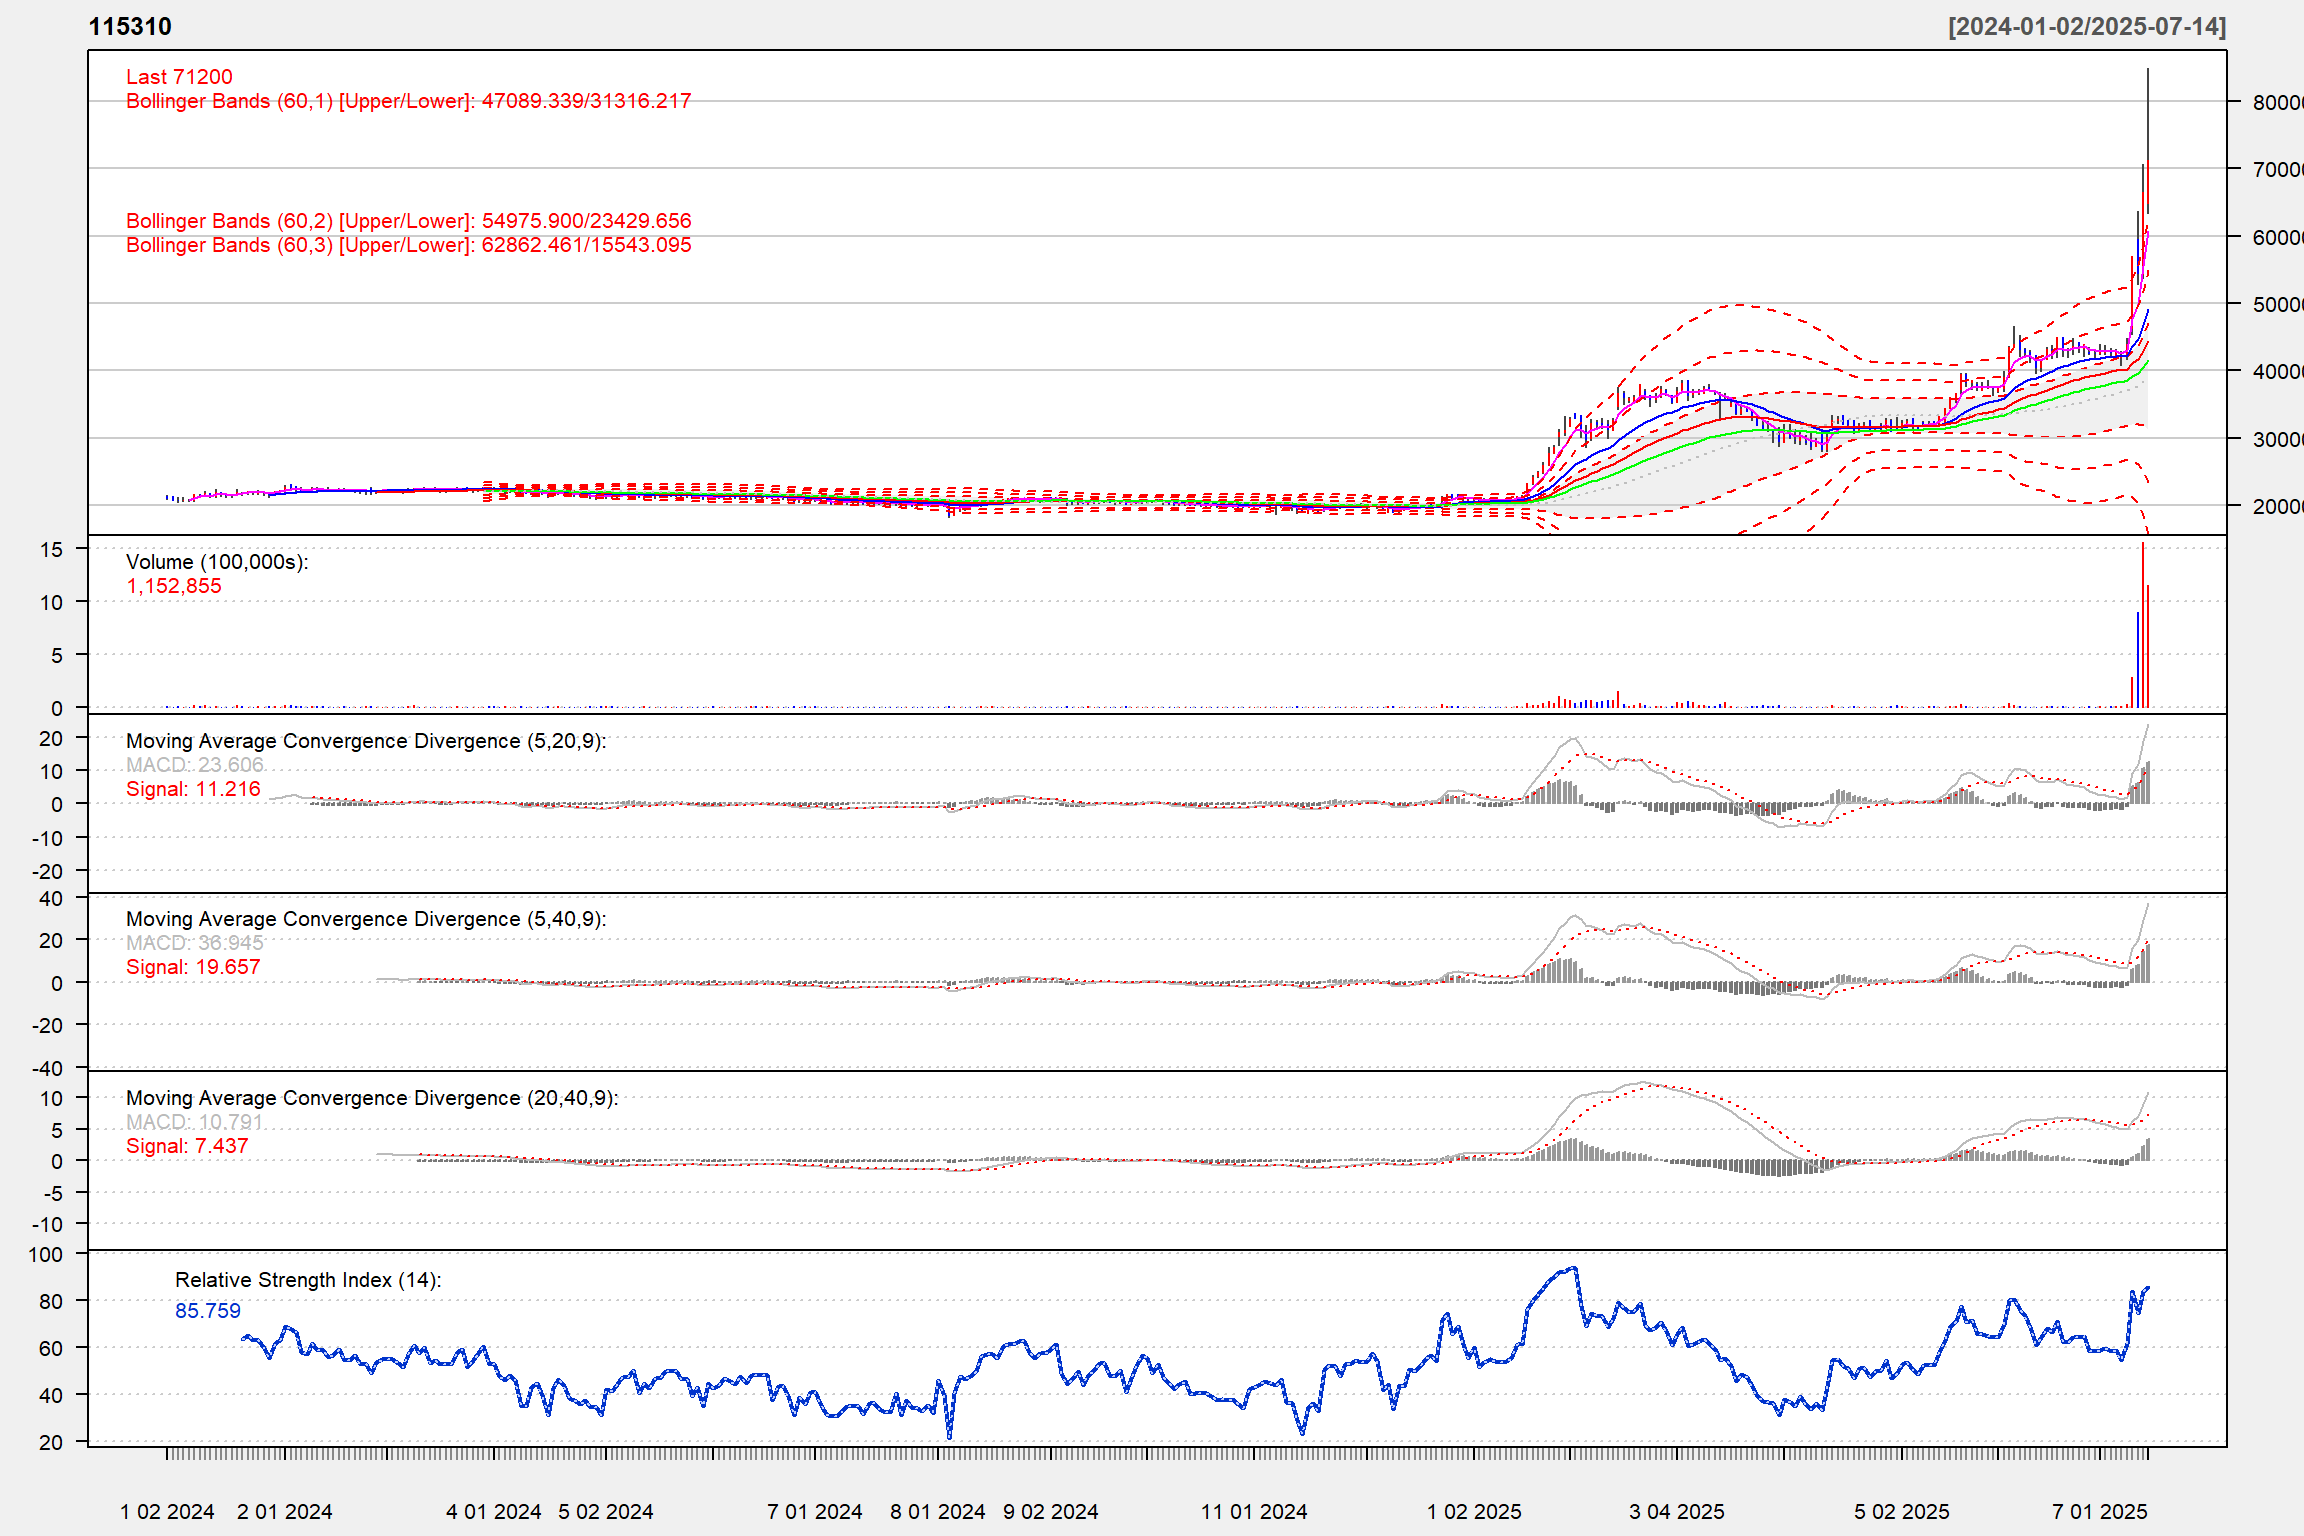 115310
[2024-01-02/2025-07-14]
Last 71200
Bollinger Bands (60,1) [Upper/Lower]: 47089.339/31316.217
Bollinger Bands (60,2) [Upper/Lower]: 54975.900/23429.656
Bollinger Bands (60,3) [Upper/Lower]: 62862.461/15543.095
80000
70000
60000
50000
40000
30000
20000
Volume (100,000s):
1,152,855
15
10
5
0
Moving Average Convergence Divergence (5,20,9):
MACD: 23.606
Signal: 11.216
20
10
0
-10
-20
Moving Average Convergence Divergence (5,40,9):
MACD: 36.945
Signal: 19.657
40
20
0
-20
-40
Moving Average Convergence Divergence (20,40,9):
MACD: 10.791
Signal: 7.437
10
5
0
-5
-10
Relative Strength Index (14):
85.759
100
80
60
40
20
1 02 2024 2 01 2024 4 01 2024 5 02 2024 7 01 2024 8 01 2024 9 02 2024 11 01 2024 1 02 2025 3 04 2025 5 02 2025 7 01 2025